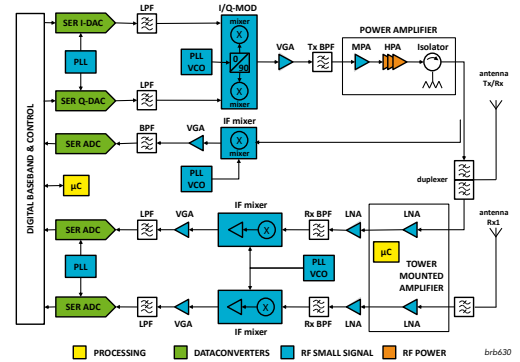 LPF
I/Q-MOD
SER I-DAC
mixer
X
PLL
PLL
VCO
0
90
VGA
Tx BPF
POWER AMPLIFIER
MPA
HPA
Isolator
LPF
SER Q-DAC
X
mixer
antenna
Tx/Rx
BPF
VGA
IF mixer
SER ADC
X
mixer
PLL
VCO
DIGITAL BASEBAND & CONTROL
µC
duplexer
antenna
Rx1
LPF
VGA
IF mixer
Rx BPF
LNA
LNA
SER ADC
X
µC
PLL
PLL
VCO
TOWER
MOUNTED
AMPLIFIER
SER ADC
X
LPF
VGA
IF mixer
Rx BPF
LNA
LNA
PROCESSING
DATACONVERTERS
RF SMALL SIGNAL
RF POWER
brb630